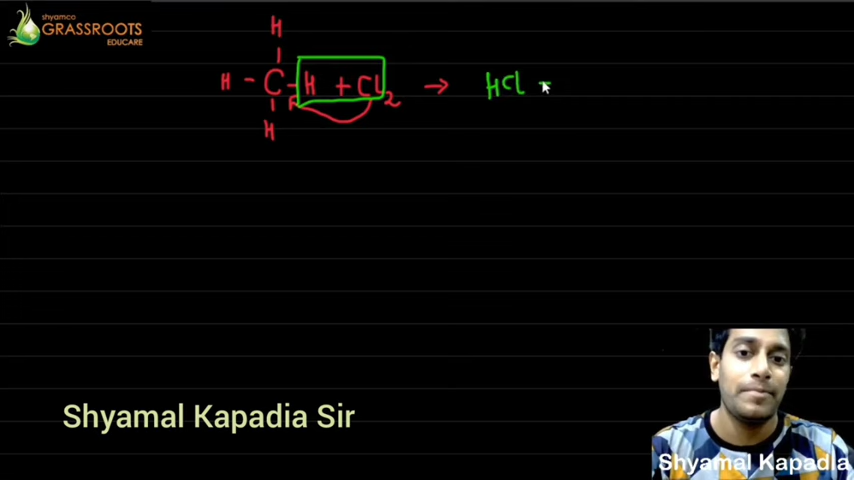 shyamco
GRASSROOTS
EDUCARE
H
H - C - H + Cl2 → HCl
H
Shyamal Kapadia Sir
Shyamal Kapadia